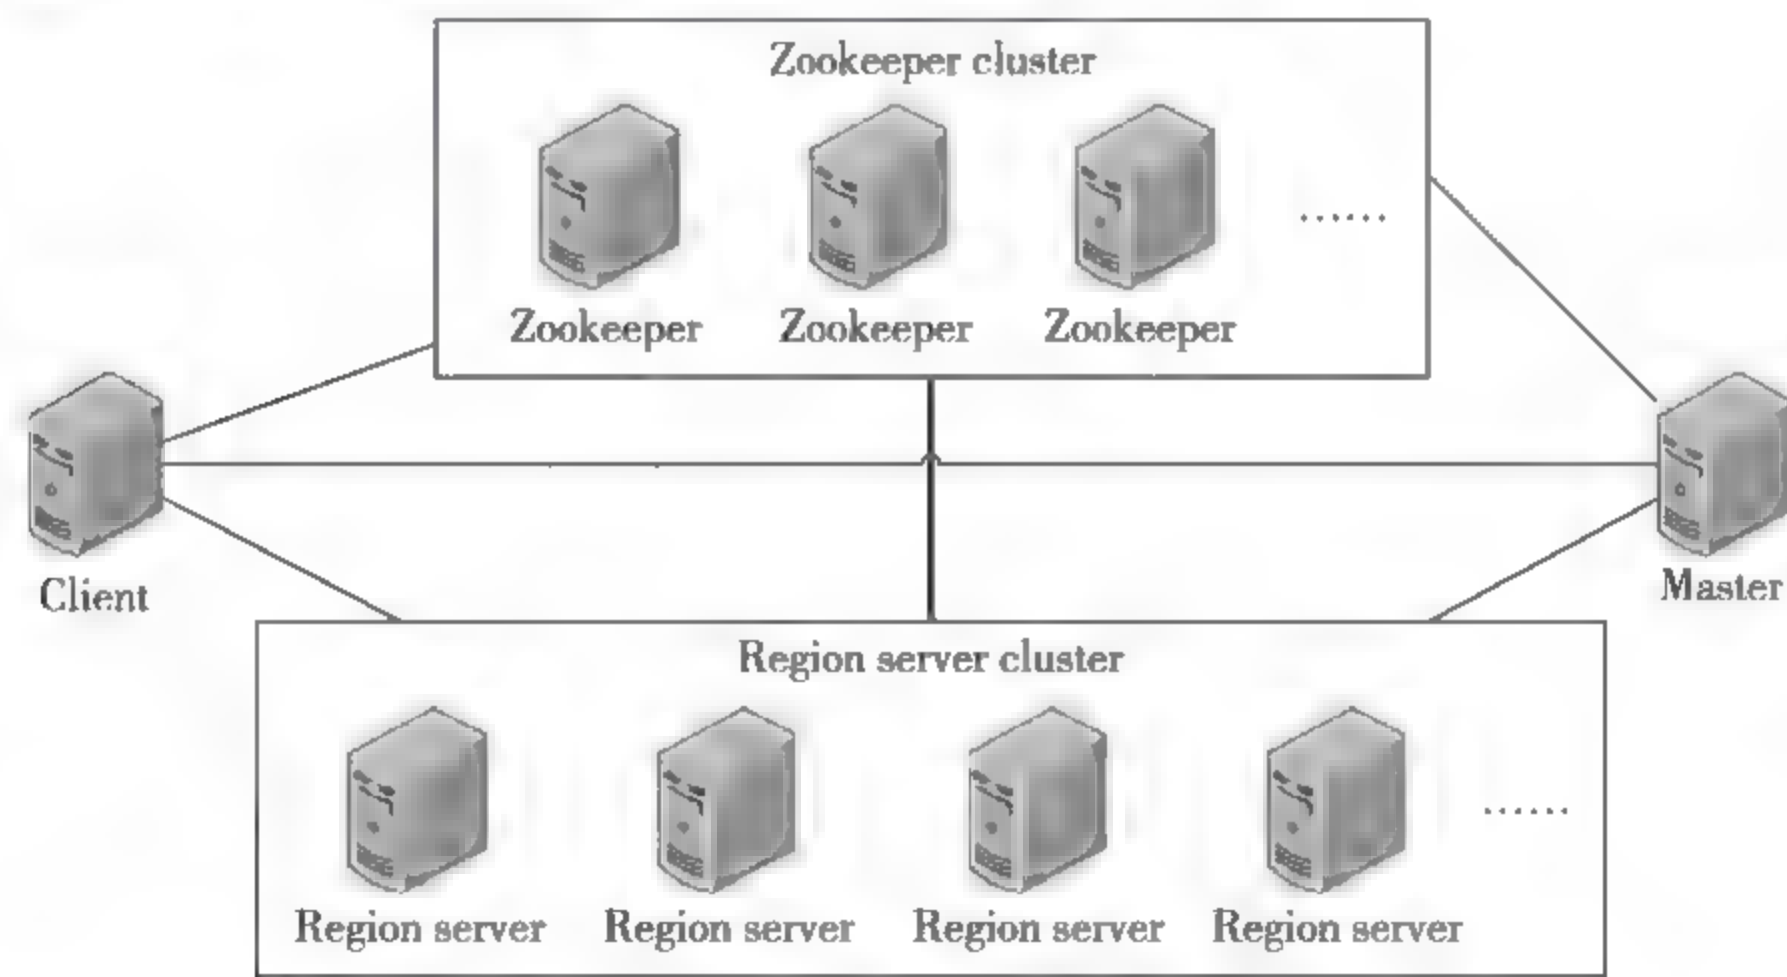 Zookeeper cluster
Zookeeper Zookeeper Zookeeper ······
Client
Master
Region server cluster
······
Region server Region server Region server Region server